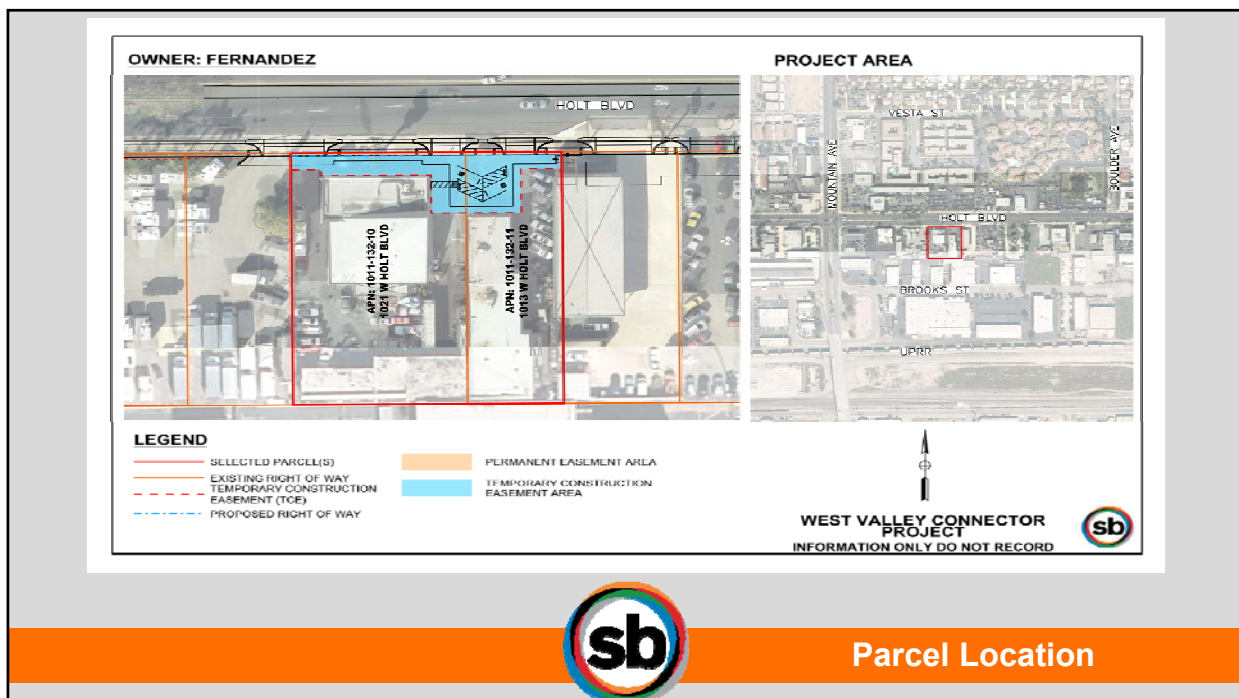 OWNER: FERNANDEZ
HOLT BLVD
APN: 1011-132-10
1021 W HOLT BLVD
APN: 1011-132-11
1013 W HOLT BLVD
PROJECT AREA
VESTA ST
MOUNTAIN AVE
BOULDER AVE
HOLT BLVD
BROOKS ST
UPRR
LEGEND
SELECTED PARCEL(S)
EXISTING RIGHT OF WAY
TEMPORARY CONSTRUCTION
EASEMENT (TCE)
PROPOSED RIGHT OF WAY
PERMANENT EASEMENT AREA
TEMPORARY CONSTRUCTION
EASEMENT AREA
WEST VALLEY CONNECTOR
PROJECT
INFORMATION ONLY DO NOT RECORD
sb
sb
Parcel Location